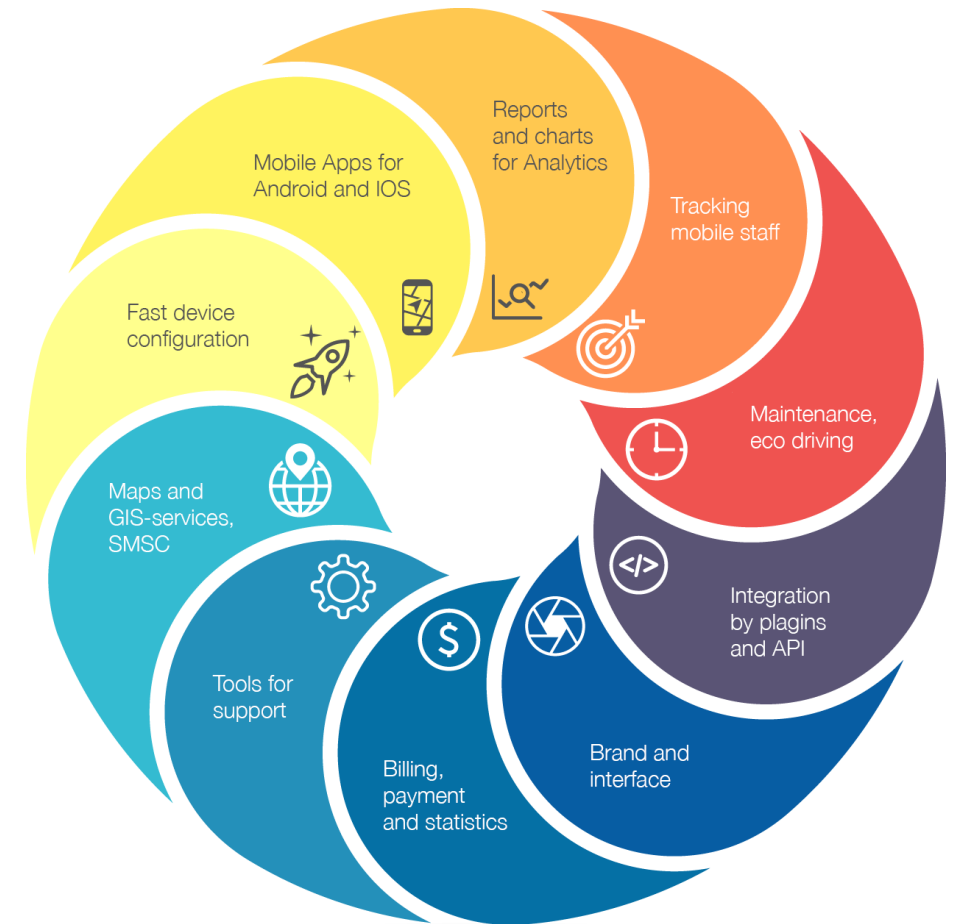 Reports
and charts
for Analytics
Tracking
mobile staff
Maintenance,
eco driving
Integration
by plagins
and API
Brand and
interface
Billing,
payment
and statistics
Tools for
support
Maps and
GIS-services,
SMSC
Fast device
configuration
Mobile Apps for
Android and IOS